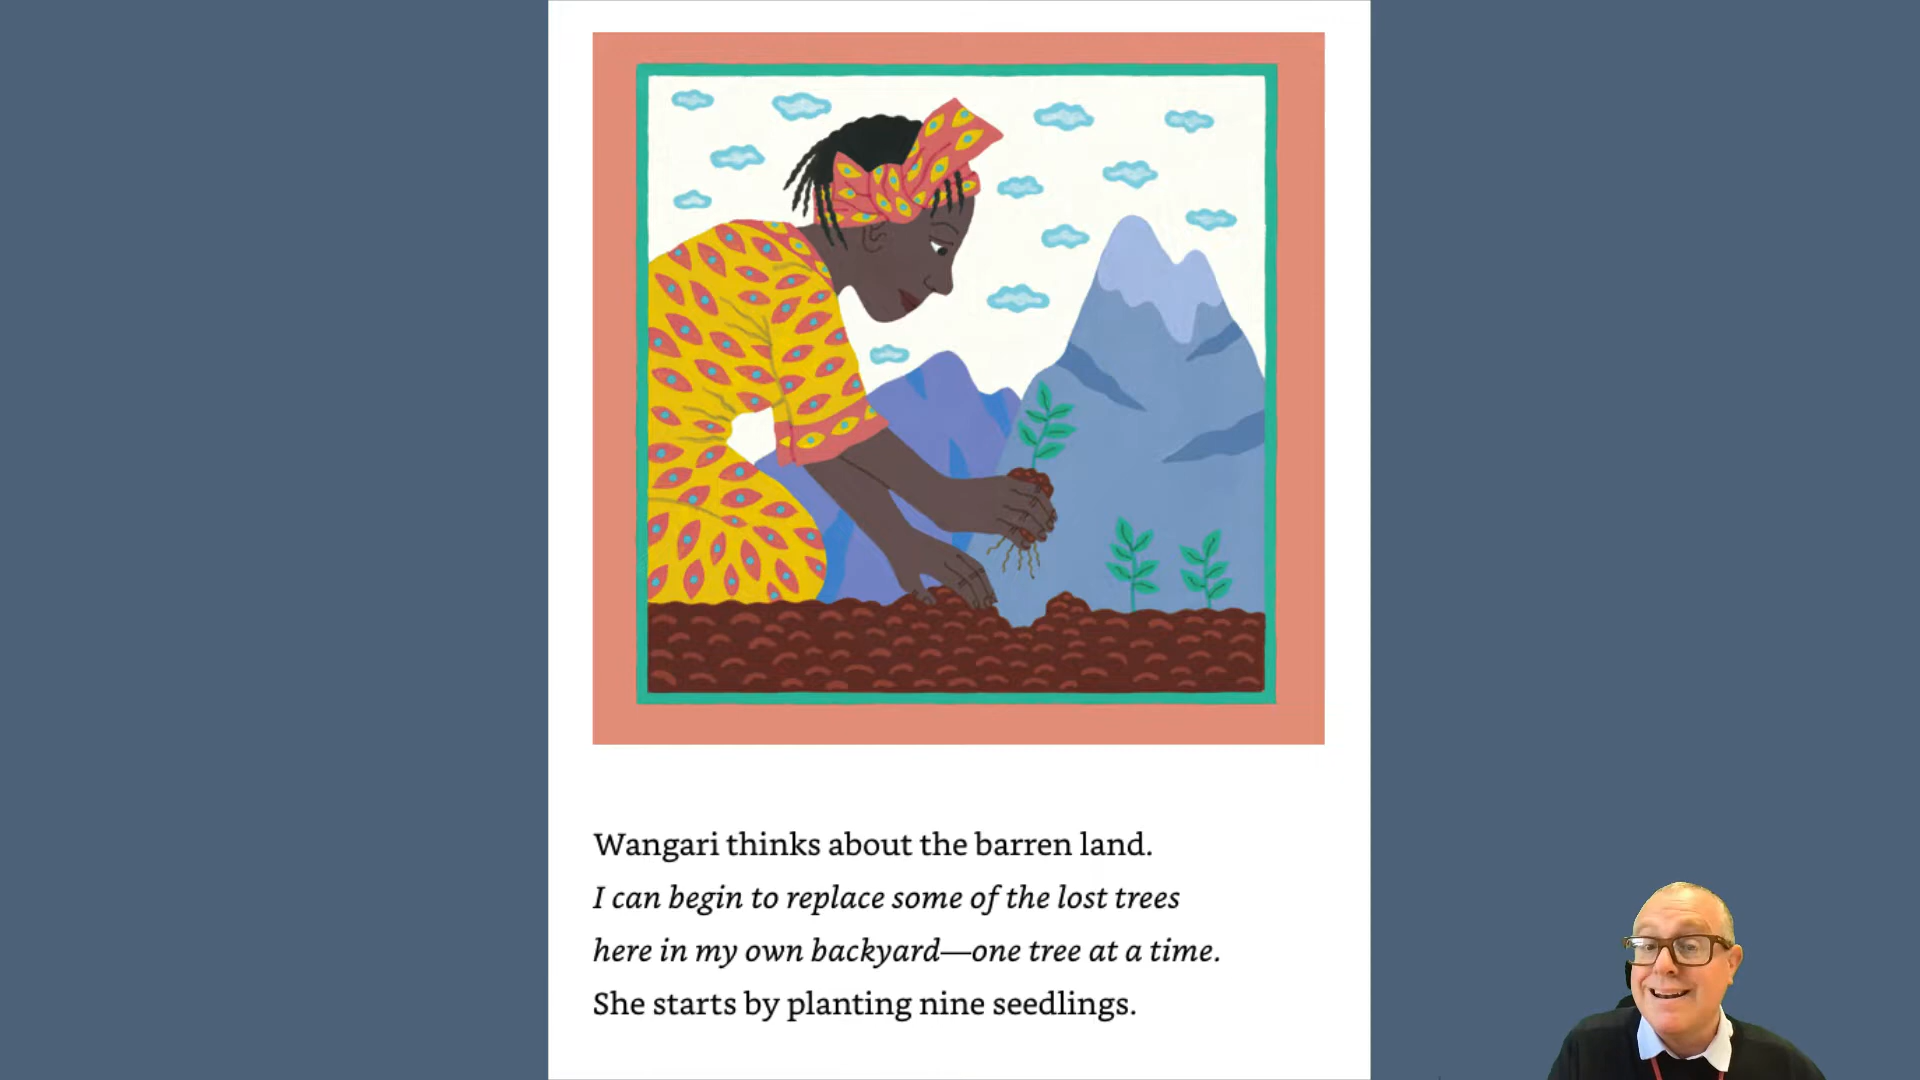 Wangari thinks about the barren land.
I can begin to replace some of the lost trees
here in my own backyard—one tree at a time.
She starts by planting nine seedlings.